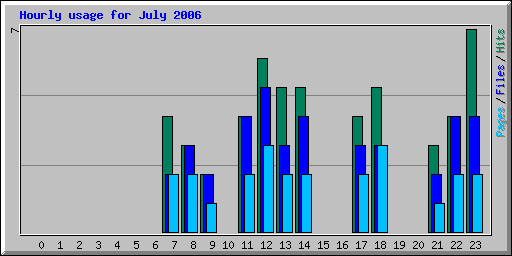 Hourly usage for July 2006
7
Pages / Files / Hits
0 1 2 3 4 5 6 7 8 9 10 11 12 13 14 15 16 17 18 19 20 21 22 23